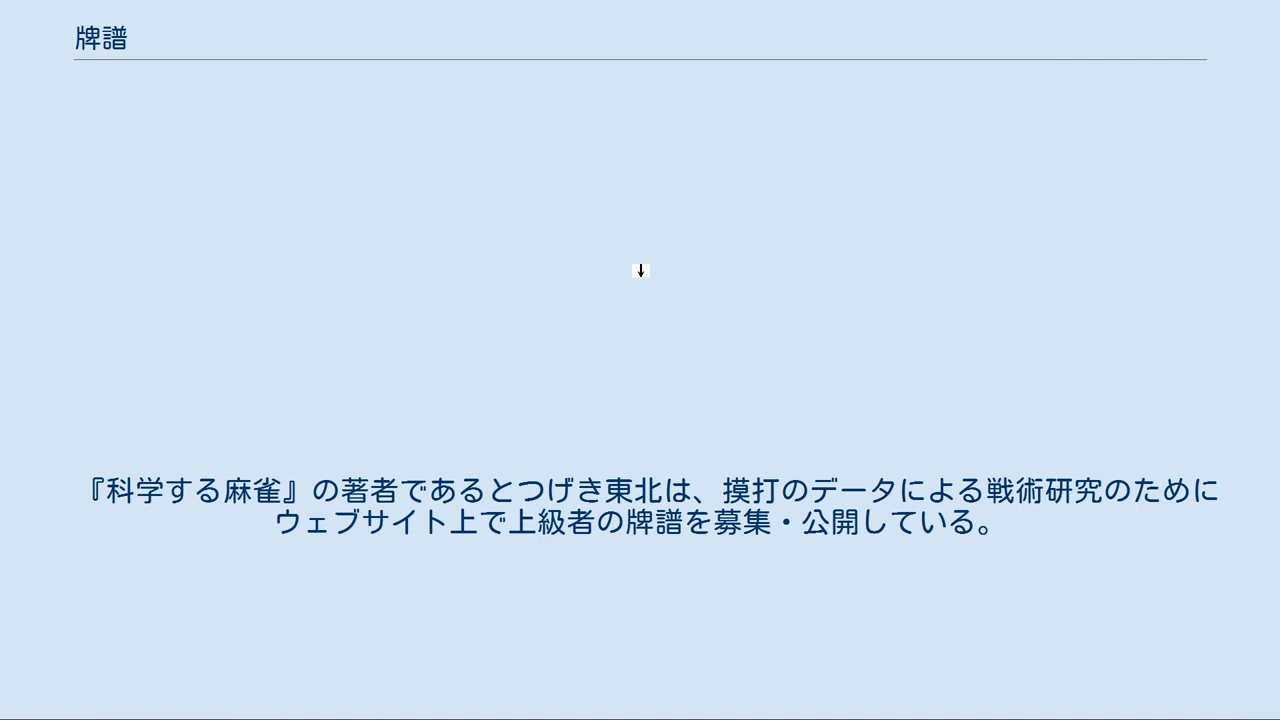 牌譜
↓
『科学する麻雀』の著者であるとつげき東北は、摸打のデータによる戦術研究のために
ウェブサイト上で上級者の牌譜を募集・公開している。